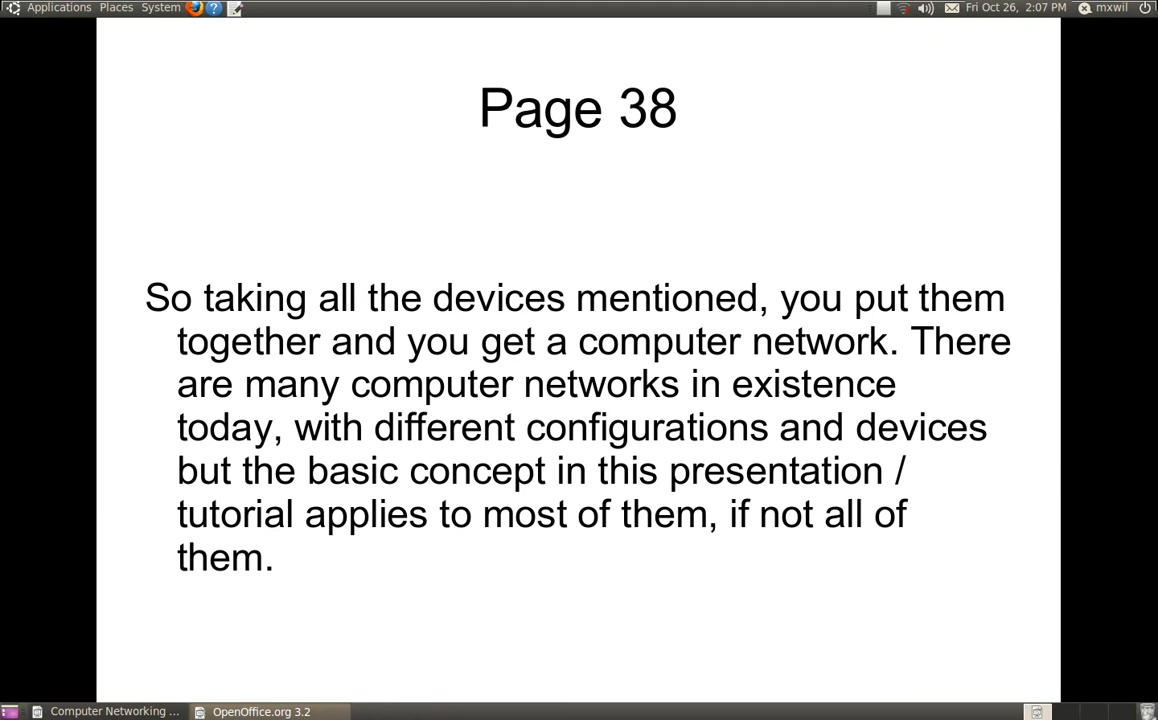 Applications Places System Fri Oct 26, 2:07 PM mxwil
Page 38
So taking all the devices mentioned, you put them
together and you get a computer network. There
are many computer networks in existence
today, with different configurations and devices
but the basic concept in this presentation /
tutorial applies to most of them, if not all of
them.
Computer Networking ... OpenOffice.org 3.2